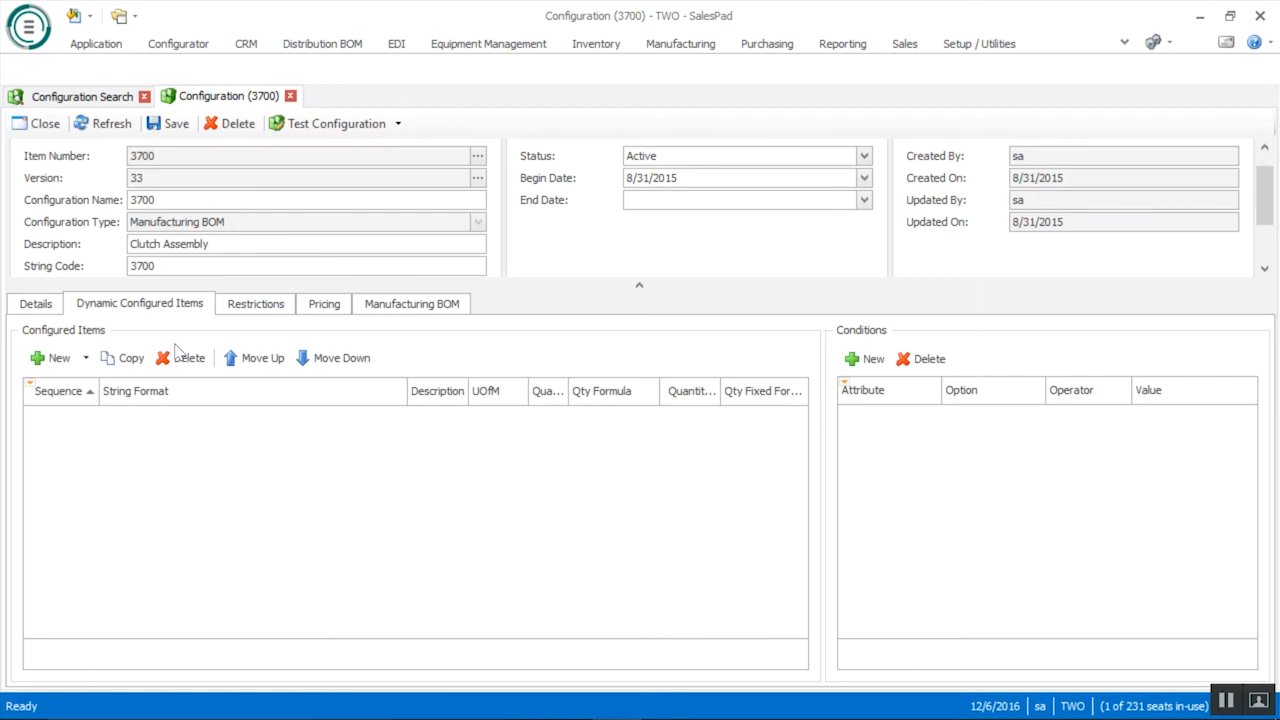 Configuration (3700) - TWO - SalesPad
Application Configurator CRM Distribution BOM EDI Equipment Management Inventory Manufacturing Purchasing Reporting Sales Setup / Utilities
Configuration Search Configuration (3700)
Close Refresh Save Delete Test Configuration
Item Number: 3700 ... Status: Active Created By: sa
Version: 33 ... Begin Date: 8/31/2015 Created On: 8/31/2015
Configuration Name: 3700 End Date: Updated By: sa
Configuration Type: Manufacturing BOM Updated On: 8/31/2015
Description: Clutch Assembly
String Code: 3700
Details Dynamic Configured Items Restrictions Pricing Manufacturing BOM
Configured Items Conditions
New Copy Delete Move Up Move Down New Delete
Sequence String Format Description UOfM Qua... Qty Formula Quantit... Qty Fixed For... Attribute Option Operator Value
Ready 12/6/2016 sa TWO (1 of 231 seats in-use)